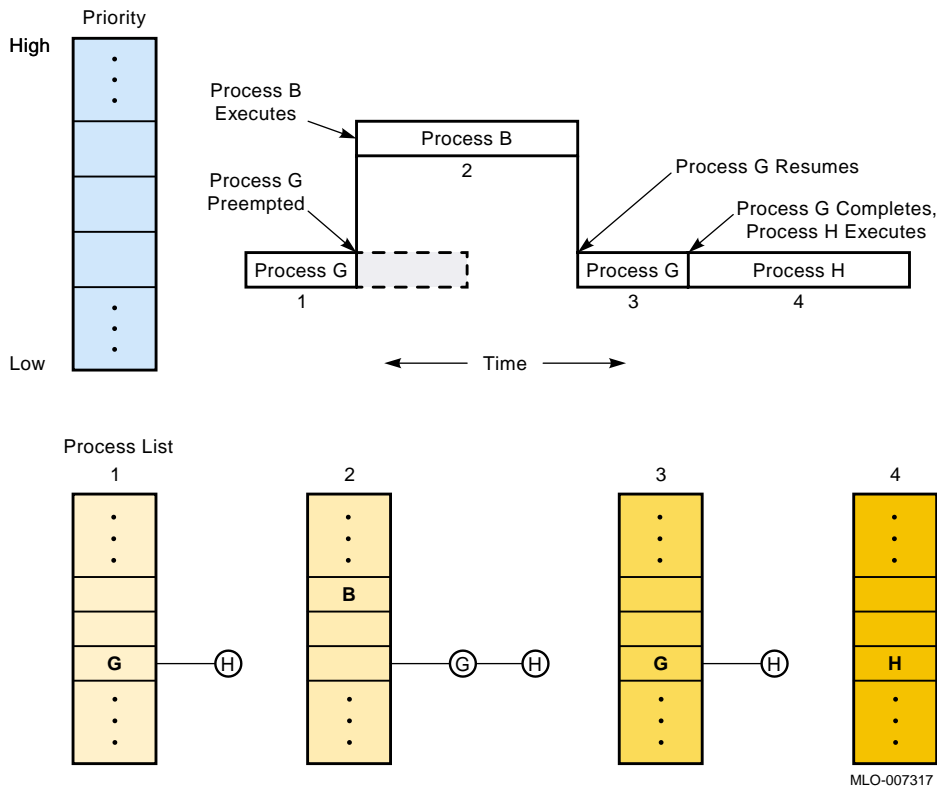 Priority
High
Low
Process B
Executes
Process B
2
Process G
Preempted
Process G Resumes
Process G Completes,
Process H Executes
Process G
1
Process G
3
Process H
4
Time
Process List
1
2
3
4
B
G
H
G
H
G
H
H
MLO-007317